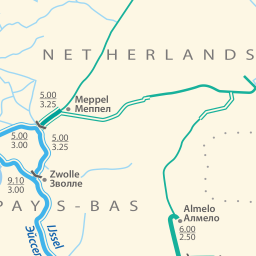 NETHERLANDS
5.00
3.25
Meppel
Меппел
5.00
3.00
5.00
3.25
Zwolle
Зволле
9.10
3.00
PAYS-BAS
Almelo
Алмело
6.00
2.50
IJssel
Эйссел